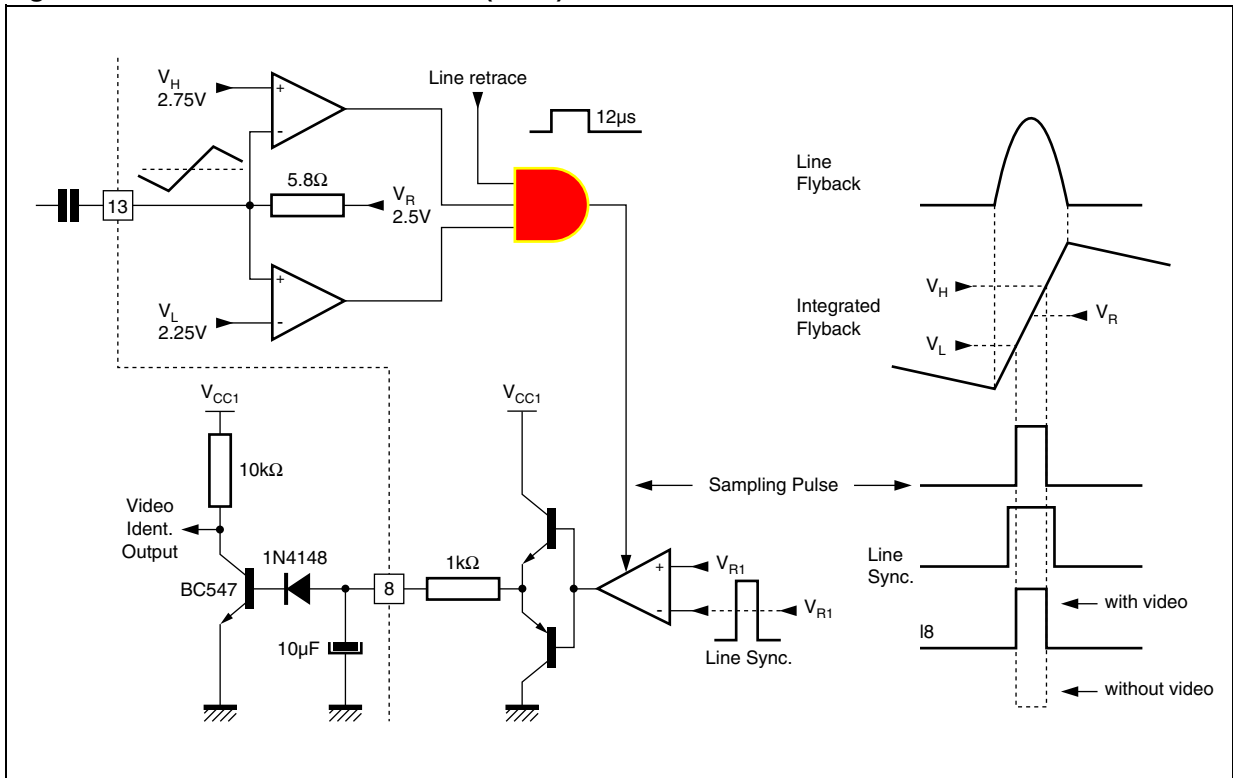 V_H
2.75V
Line retrace
12µs
5.8Ω
V_R
2.5V
13
V_L
2.25V
V_CC1
10kΩ
Video
Ident.
Output
1N4148
BC547
10µF
8
1kΩ
V_CC1
Sampling Pulse
+
-
+
-
+
-
V_R1
V_R1
Line Sync.
Line
Flyback
Integrated
Flyback
V_H
V_R
V_L
Line
Sync.
with video
I8
without video